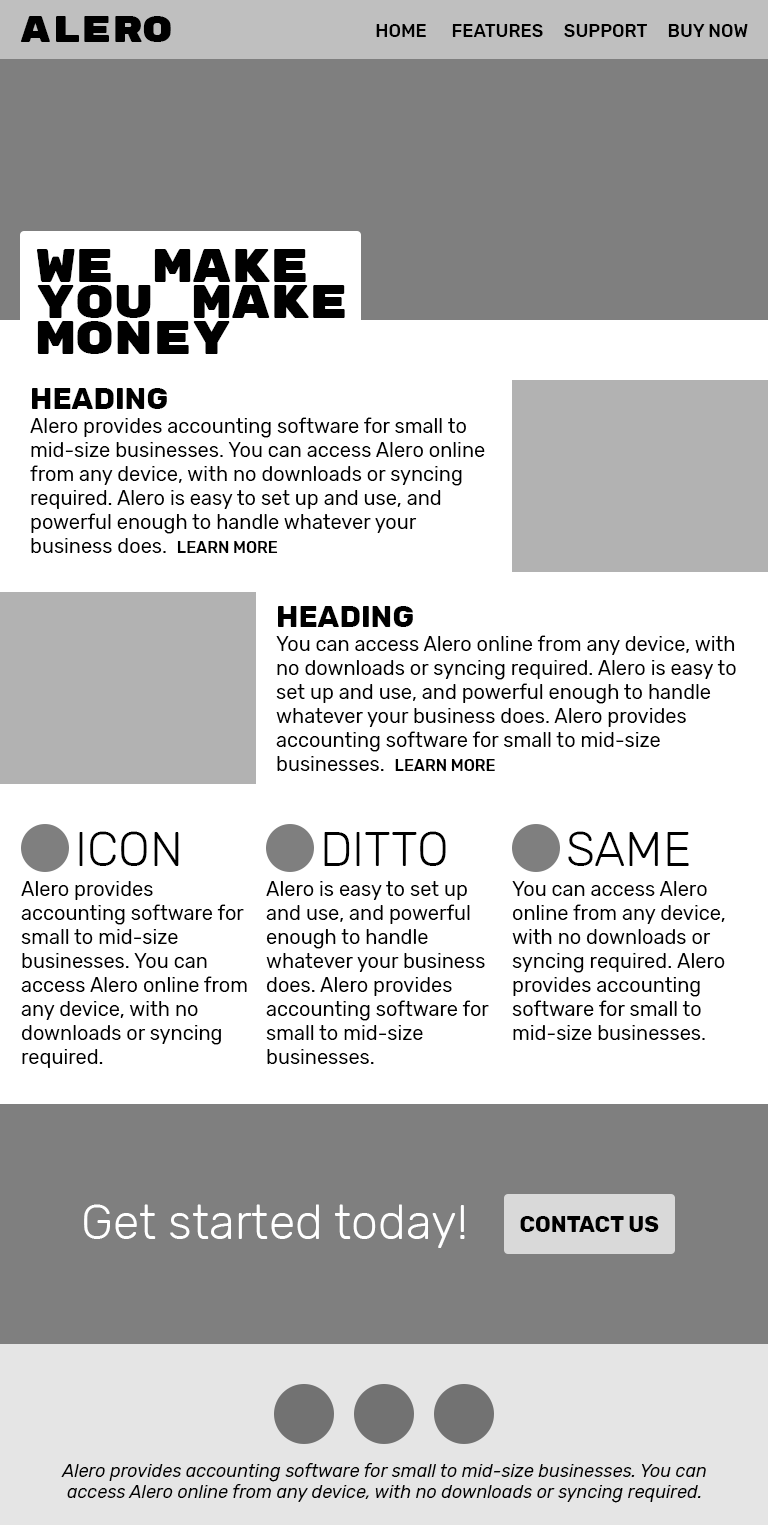 ALERO
HOME FEATURES SUPPORT BUY NOW
WE MAKE
YOU MAKE
MONEY
HEADING
Alero provides accounting software for small to
mid-size businesses. You can access Alero online
from any device, with no downloads or syncing
required. Alero is easy to set up and use, and
powerful enough to handle whatever your
business does. LEARN MORE
HEADING
You can access Alero online from any device, with
no downloads or syncing required. Alero is easy to
set up and use, and powerful enough to handle
whatever your business does. Alero provides
accounting software for small to mid-size
businesses. LEARN MORE
ICON
Alero provides
accounting software for
small to mid-size
businesses. You can
access Alero online from
any device, with no
downloads or syncing
required.
DITTO
Alero is easy to set up
and use, and powerful
enough to handle
whatever your business
does. Alero provides
accounting software for
small to mid-size
businesses.
SAME
You can access Alero
online from any device,
with no downloads or
syncing required. Alero
provides accounting
software for small to
mid-size businesses.
Get started today!
CONTACT US
Alero provides accounting software for small to mid-size businesses. You can
access Alero online from any device, with no downloads or syncing required.